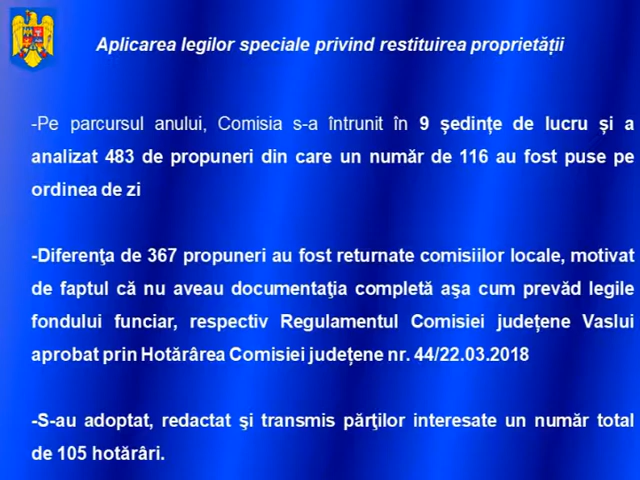 Aplicarea legilor speciale privind restituirea proprietății
-Pe parcursul anului, Comisia s-a întrunit în 9 ședințe de lucru și a
analizat 483 de propuneri din care un număr de 116 au fost puse pe
ordinea de zi
-Diferenţa de 367 propuneri au fost returnate comisiilor locale, motivat
de faptul că nu aveau documentaţia completă aşa cum prevăd legile
fondului funciar, respectiv Regulamentul Comisiei județene Vaslui
aprobat prin Hotărârea Comisiei județene nr. 44/22.03.2018
-S-au adoptat, redactat şi transmis părţilor interesate un număr total
de 105 hotărâri.